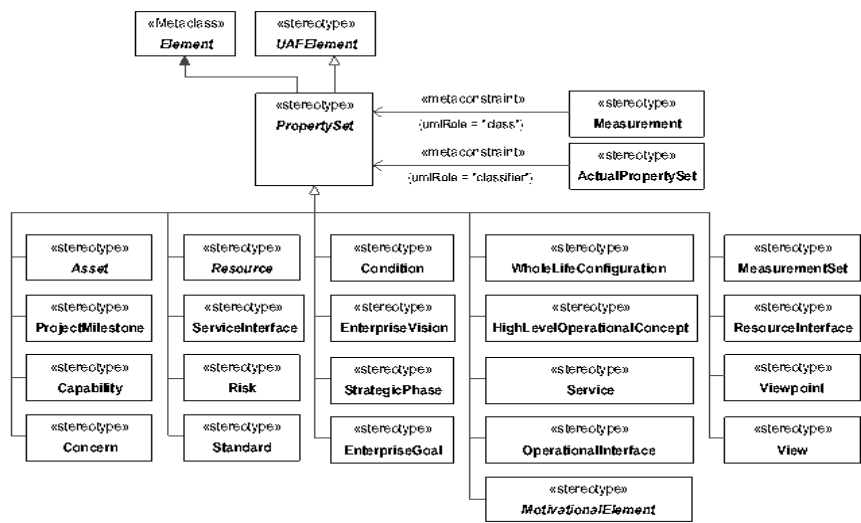 «Metaclass»
Element
«stereotype»
UAFElement
«stereotype»
PropertySet
«metaconstraint»
{umlRole = "class"}
«stereotype»
Measurement
«metaconstraint»
{umlRole = "classifier"}
«stereotype»
ActualPropertySet
«stereotype»
Asset
«stereotype»
Resource
«stereotype»
Condition
«stereotype»
WholeLifeConfiguration
«stereotype»
MeasurementSet
«stereotype»
ProjectMilestone
«stereotype»
ServiceInterface
«stereotype»
EnterpriseVision
«stereotype»
HighLevelOperationalConcept
«stereotype»
ResourceInterface
«stereotype»
Capability
«stereotype»
Risk
«stereotype»
StrategicPhase
«stereotype»
Service
«stereotype»
Viewpoint
«stereotype»
Concern
«stereotype»
Standard
«stereotype»
EnterpriseGoal
«stereotype»
OperationalInterface
«stereotype»
View
«stereotype»
MotivationalElement